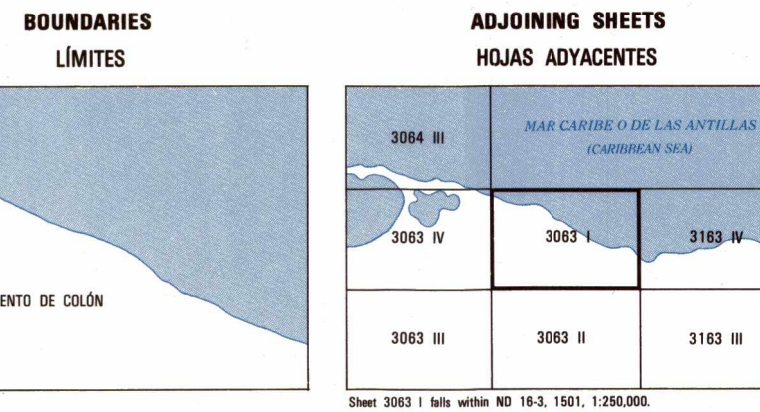 BOUNDARIES
LÍMITES
ENTO DE COLÓN
ADJOINING SHEETS
HOJAS ADYACENTES
3064 III
MAR CARIBE O DE LAS ANTILLAS
(CARIBBEAN SEA)
3063 IV
3063 I
3163 IV
3063 III
3063 II
3163 III
Sheet 3063 I falls within ND 16-3, 1501, 1:250,000.